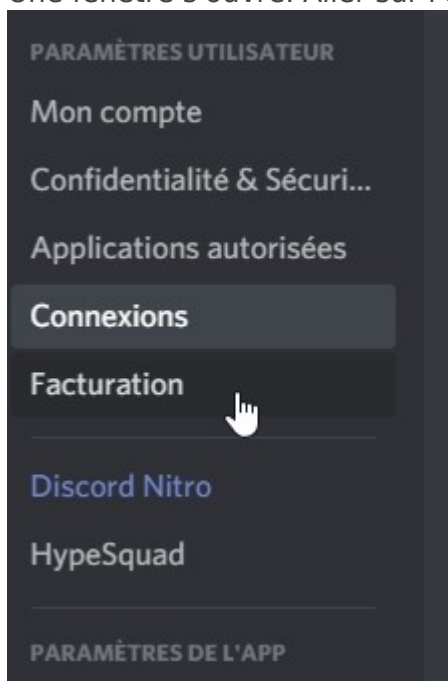 PARAMÈTRES UTILISATEUR
Mon compte
Confidentialité & Sécuri...
Applications autorisées
Connexions
Facturation
Discord Nitro
HypeSquad
PARAMÈTRES DE L'APP